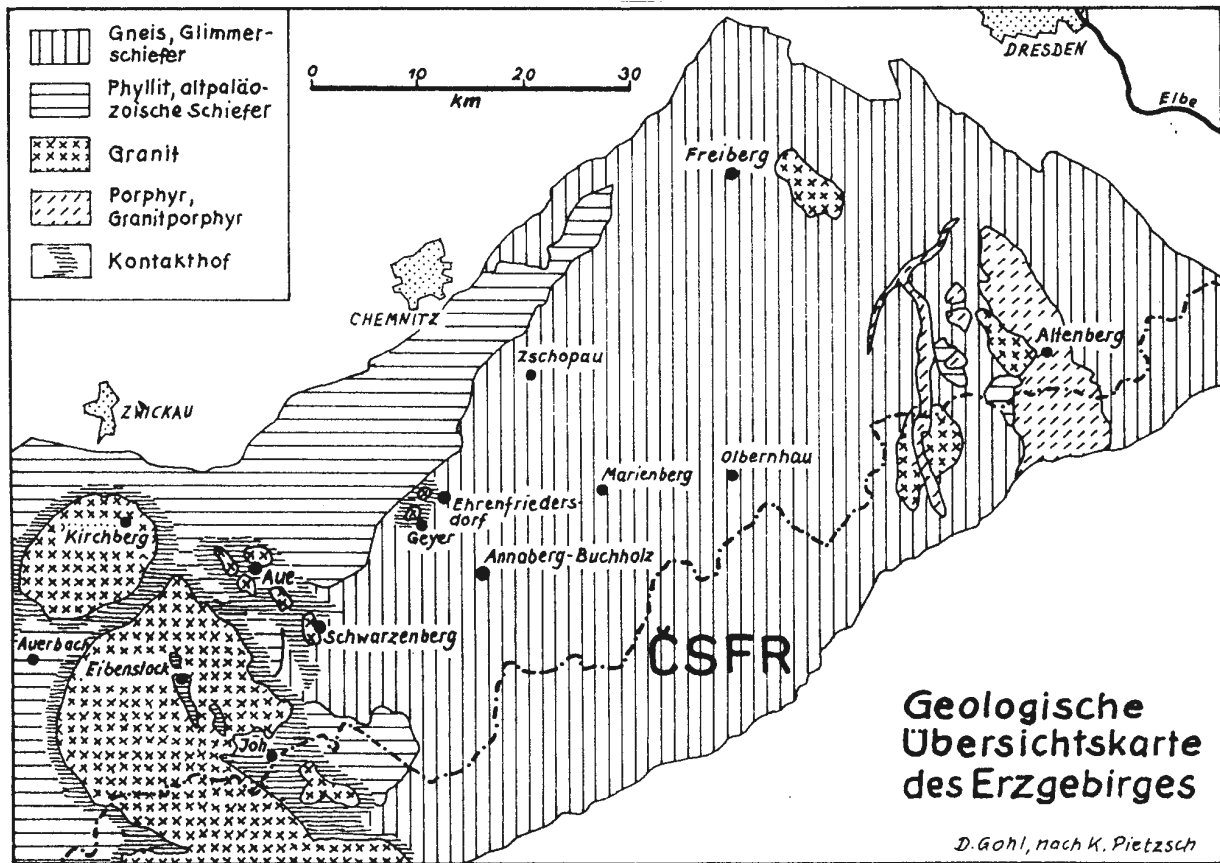 Gneis, Glimmer-
schiefer
Phyllit, altpaläo-
zoische Schiefer
Granit
Porphyr,
Granitporphyr
Kontakthof
0 10 20 30
km
DRESDEN
Elbe
Freiberg
CHEMNITZ
Zschopau
Altenberg
ZWICKAU
Marienberg
Olbernhau
Ehrenfrieders-
dorf
Geyer
Kirchberg
Annaberg-Buchholz
Aue
Schwarzenberg
Auerbach
Eibenstock
Joh.
ČSFR
Geologische
Übersichtskarte
des Erzgebirges
D. Gohl, nach K. Pietzsch